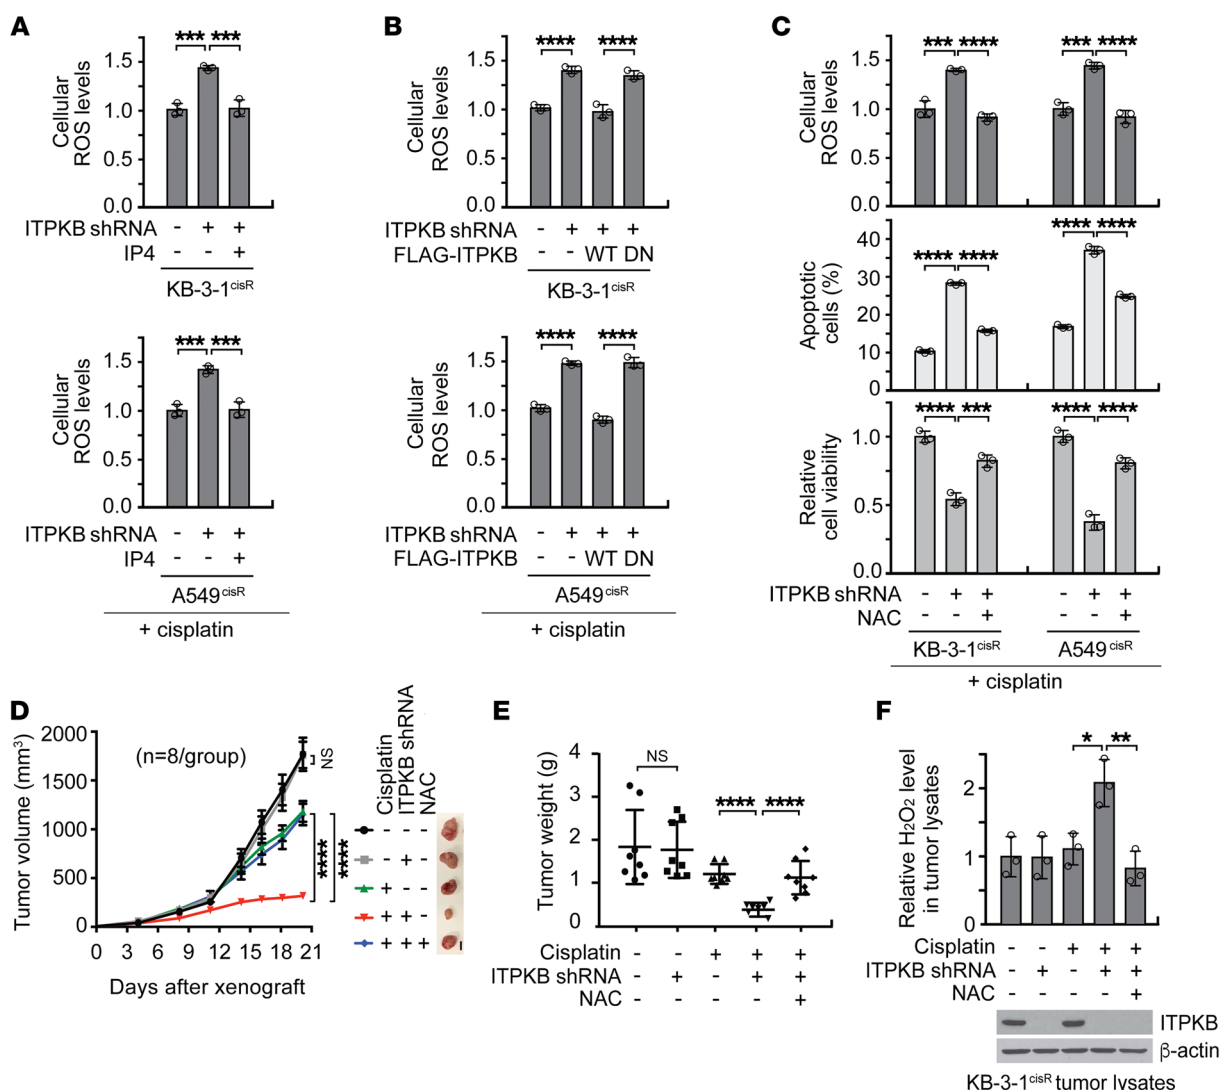 A
*** ***
Cellular
ROS levels
1.5
1.0
1.5
0.0
ITPKB shRNA - + +
IP4 - - +
KB-3-1cisR
*** ***
Cellular
ROS levels
1.5
1.0
1.5
0.0
ITPKB shRNA - + +
IP4 - - +
A549cisR
+ cisplatin
B
**** ****
Cellular
ROS levels
1.5
1.0
1.5
0.0
ITPKB shRNA - + + +
FLAG-ITPKB - - WT DN
KB-3-1cisR
**** ****
Cellular
ROS levels
1.5
1.0
1.5
0.0
ITPKB shRNA - + + +
FLAG-ITPKB - - WT DN
A549cisR
+ cisplatin
C
*** **** *** ****
Cellular
ROS levels
1.5
1.0
1.5
0.0
**** **** **** ****
Apoptotic
cells (%)
40
30
20
10
0
**** *** **** ****
Relative
cell viability
1.0
0.5
0
ITPKB shRNA - + + - + +
NAC - - + - - +
KB-3-1cisR A549cisR
+ cisplatin
D
Tumor volume (mm3)
2000
1500
1000
500
0
(n=8/group)
NS
**** ****
0 3 6 9 12 15 18 21
Days after xenograft
Cisplatin
ITPKB shRNA
NAC
- - -
- + -
+ - -
+ + -
+ + +
E
Tumor weight (g)
4
3
2
1
0
NS **** ****
Cisplatin - - + + +
ITPKB shRNA - + - + +
NAC - - - - +
F
Relative H2O2 level
in tumor lysates
2
1
0
* **
Cisplatin - - + + +
ITPKB shRNA - + - + +
NAC - - - - +
ITPKB
β-actin
KB-3-1cisR tumor lysates